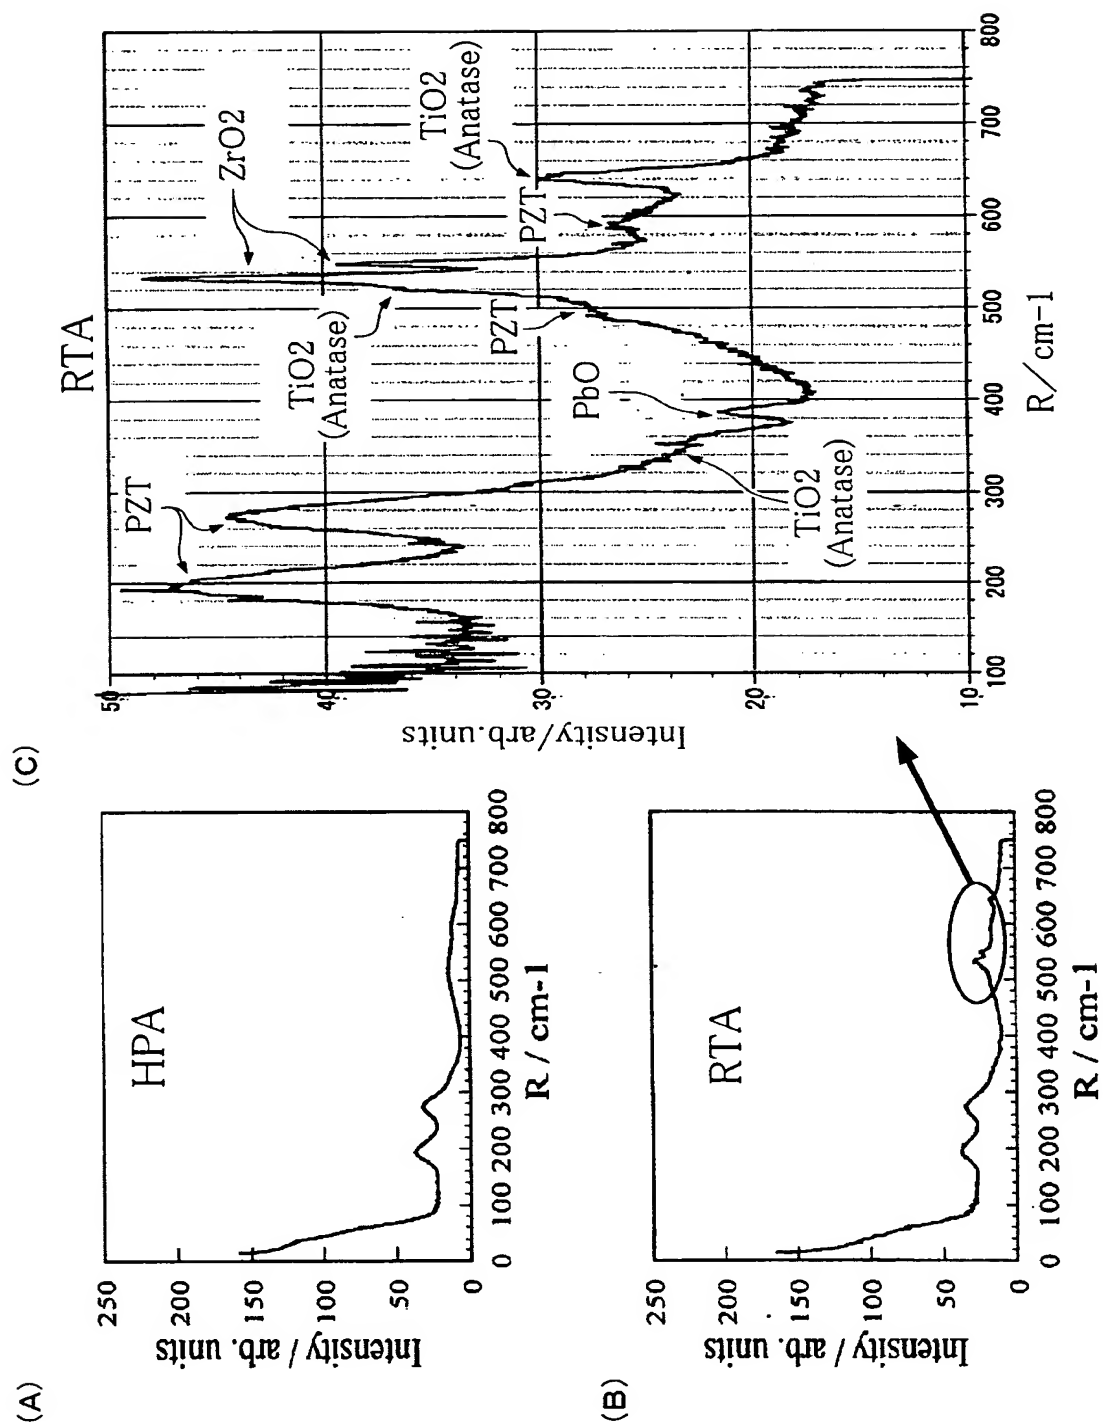 (A)
HPA
250
200
150
100
50
0
Intensity / arb. units
0 100 200 300 400 500 600 700 800
R / cm-1
(B)
RTA
250
200
150
100
50
0
Intensity / arb. units
0 100 200 300 400 500 600 700 800
R / cm-1
(C)
RTA
50
40
30
20
10
Intensity/arb.units
100 200 300 400 500 600 700 800
R/cm-1
PZT
TiO2
(Anatase)
ZrO2
TiO2
(Anatase)
PZT
PZT
PbO
TiO2
(Anatase)